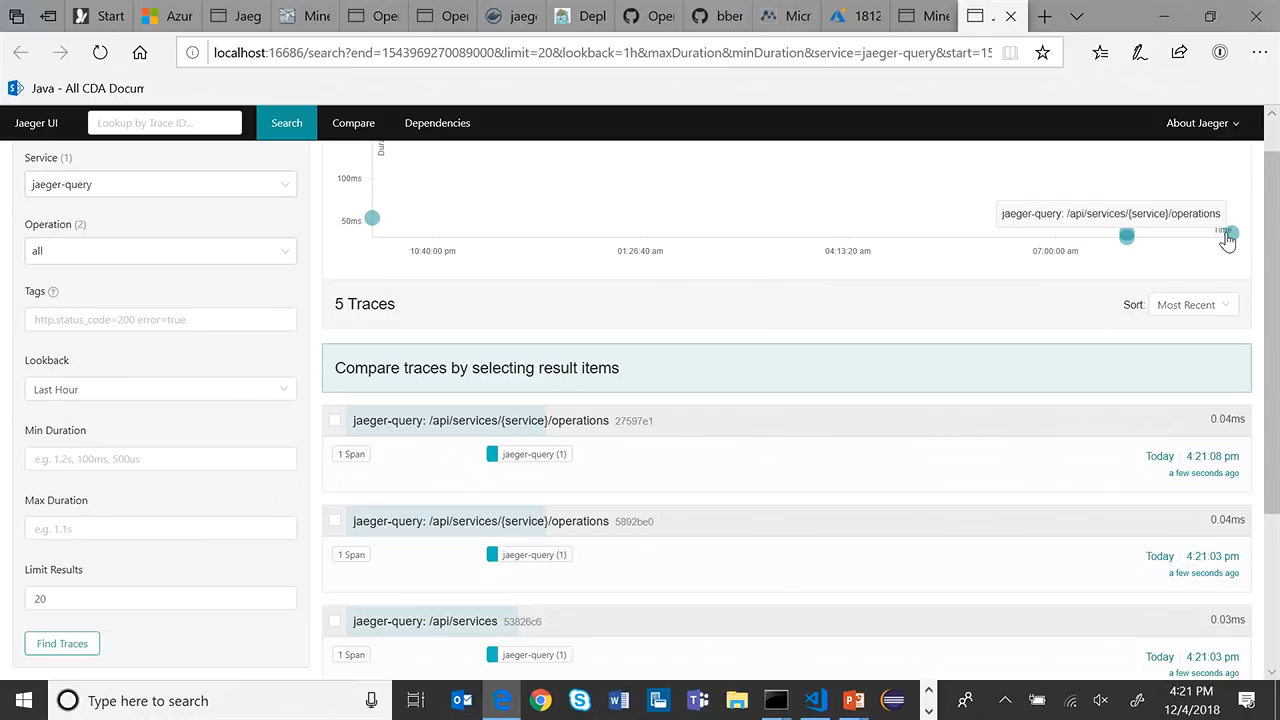 Start
Azur
Jaeg
Mine
Oper
Oper
jaege
Depl
Oper
bber
Micr
1812
Mine
J
localhost:16686/search?end=1543969270089000&limit=20&lookback=1h&maxDuration&minDuration&service=jaeger-query&start=15
Java - All CDA Docum
Jaeger UI
Lookup by Trace ID...
Search
Compare
Dependencies
About Jaeger
Service (1)
jaeger-query
Operation (2)
all
Tags ?
http.status_code=200 error=true
Lookback
Last Hour
Min Duration
e.g. 1.2s, 100ms, 500us
Max Duration
e.g. 1.1s
Limit Results
20
Find Traces
Dura
100ms
50ms
jaeger-query: /api/services/{service}/operations
Time
10:40:00 pm
01:26:40 am
04:13:20 am
07:00:00 am
5 Traces
Sort: Most Recent
Compare traces by selecting result items
jaeger-query: /api/services/{service}/operations 27597e1
0.04ms
1 Span
jaeger-query (1)
Today 4:21:08 pm
a few seconds ago
jaeger-query: /api/services/{service}/operations 5892be0
0.04ms
1 Span
jaeger-query (1)
Today 4:21:03 pm
a few seconds ago
jaeger-query: /api/services 53826c6
0.03ms
1 Span
jaeger-query (1)
Today 4:21:03 pm
a few seconds ago
Type here to search
4:21 PM
12/4/2018